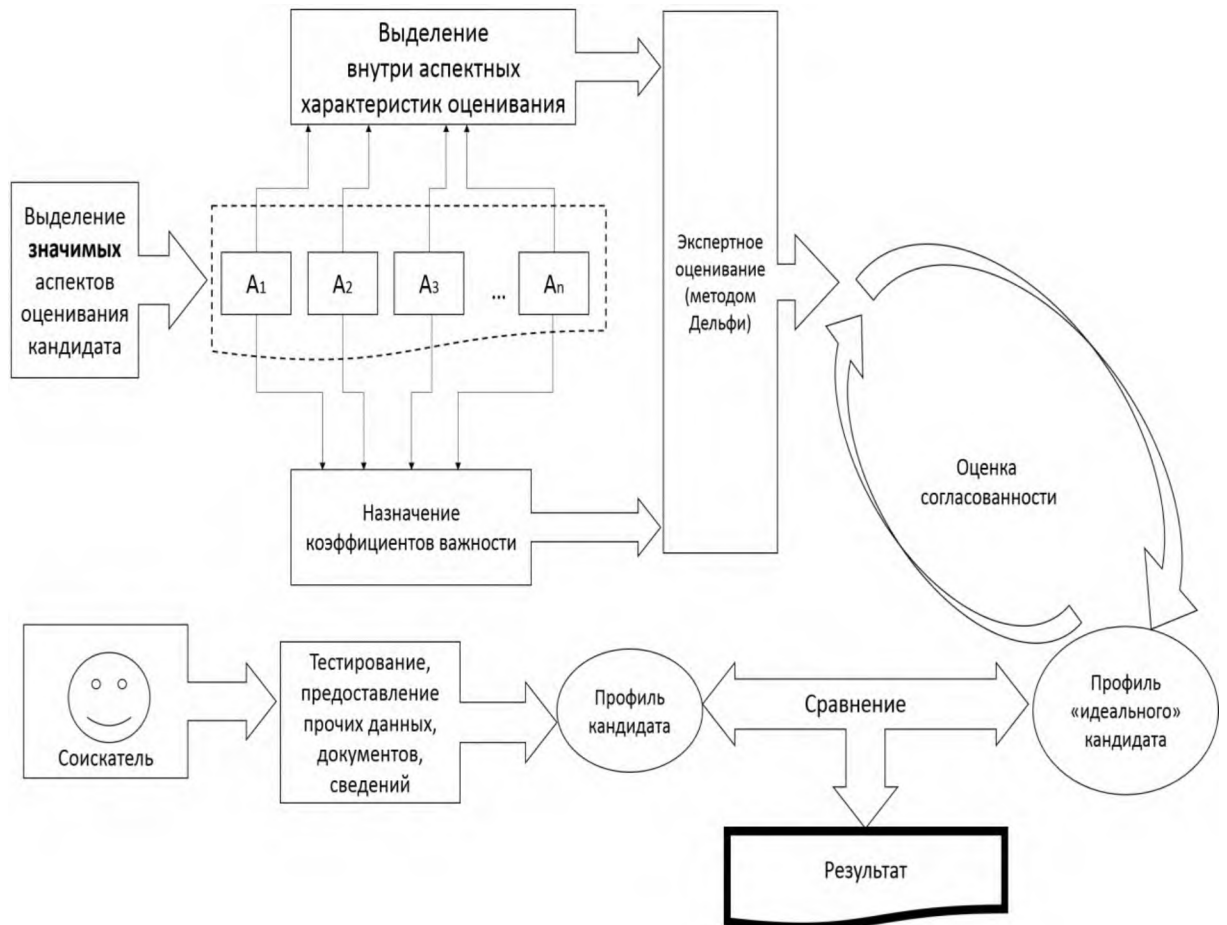 Выделение
внутри аспектных
характеристик оценивания
Выделение
значимых
аспектов
оценивания
кандидата
A1
A2
A3
...
An
Экспертное
оценивание
(методом
Дельфи)
Оценка
согласованности
Назначение
коэффициентов важности
Соискатель
Тестирование,
предоставление
прочих данных,
документов,
сведений
Профиль
кандидата
Сравнение
Профиль
«идеального»
кандидата
Результат